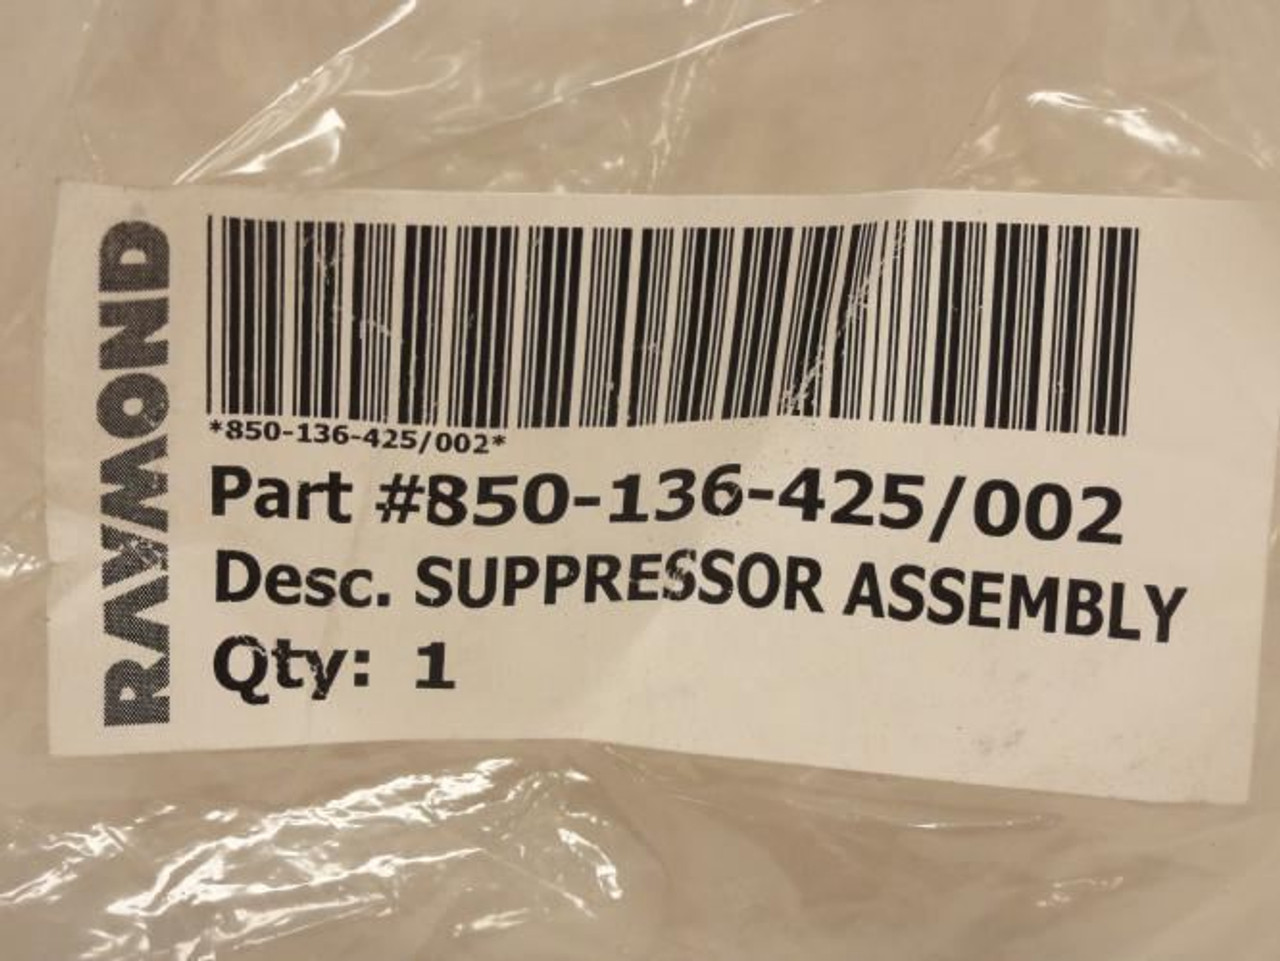 RAYMOND
*850-136-425/002*
Part #850-136-425/002
Desc. SUPPRESSOR ASSEMBLY
Qty: 1